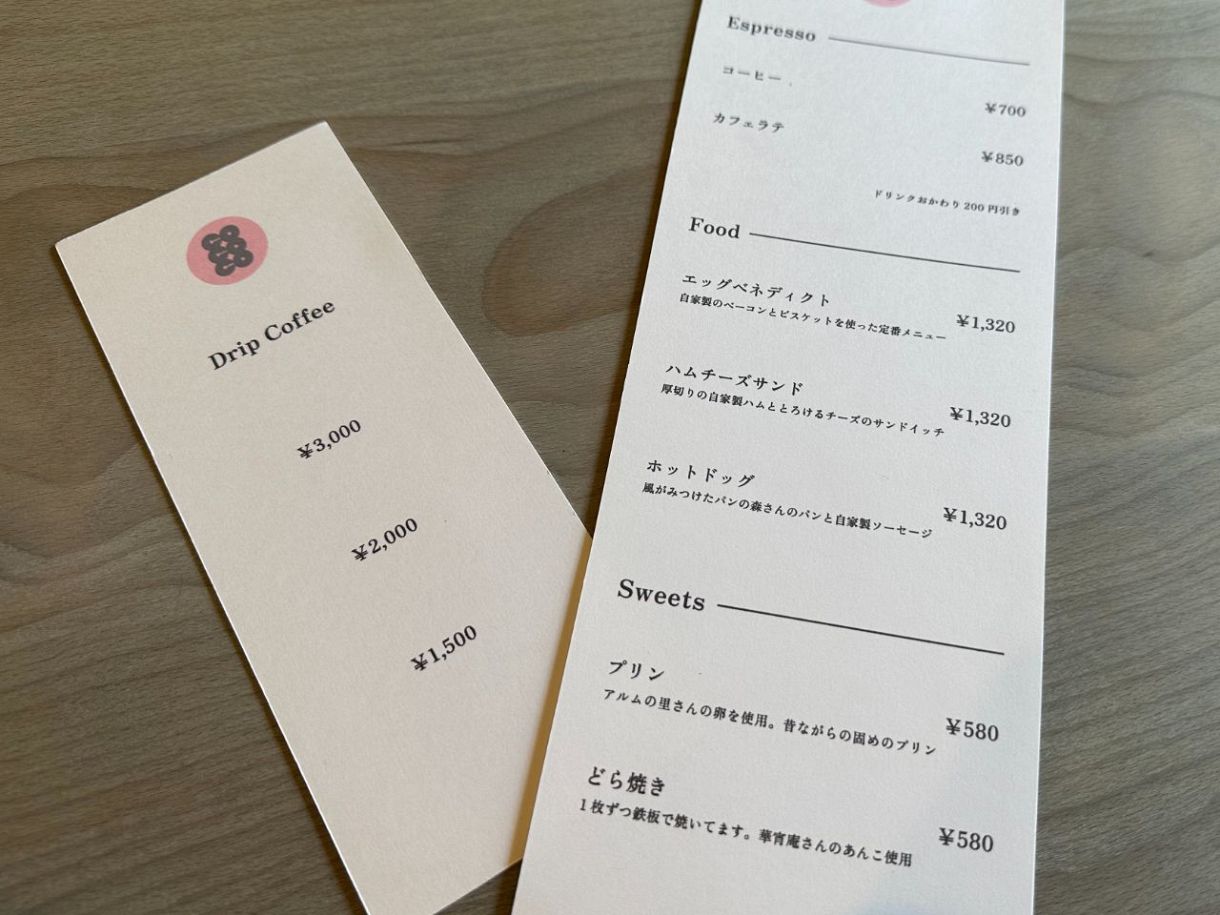 Drip Coffee
¥3,000
¥2,000
¥1,500
Espresso
コーヒー
¥700
カフェラテ
¥850
ドリンクおかわり200円引き
Food
エッグベネディクト
自家製のベーコンとビスケットを使った定番メニュー
¥1,320
ハムチーズサンド
厚切りの自家製ハムととろけるチーズのサンドイッチ
¥1,320
ホットドッグ
風がみつけたパンの森さんのパンと自家製ソーセージ
¥1,320
Sweets
プリン
アルムの里さんの卵を使用。昔ながらの固めのプリン
¥580
どら焼き
1枚ずつ鉄板で焼いてます。華宵庵さんのあんこ使用
¥580